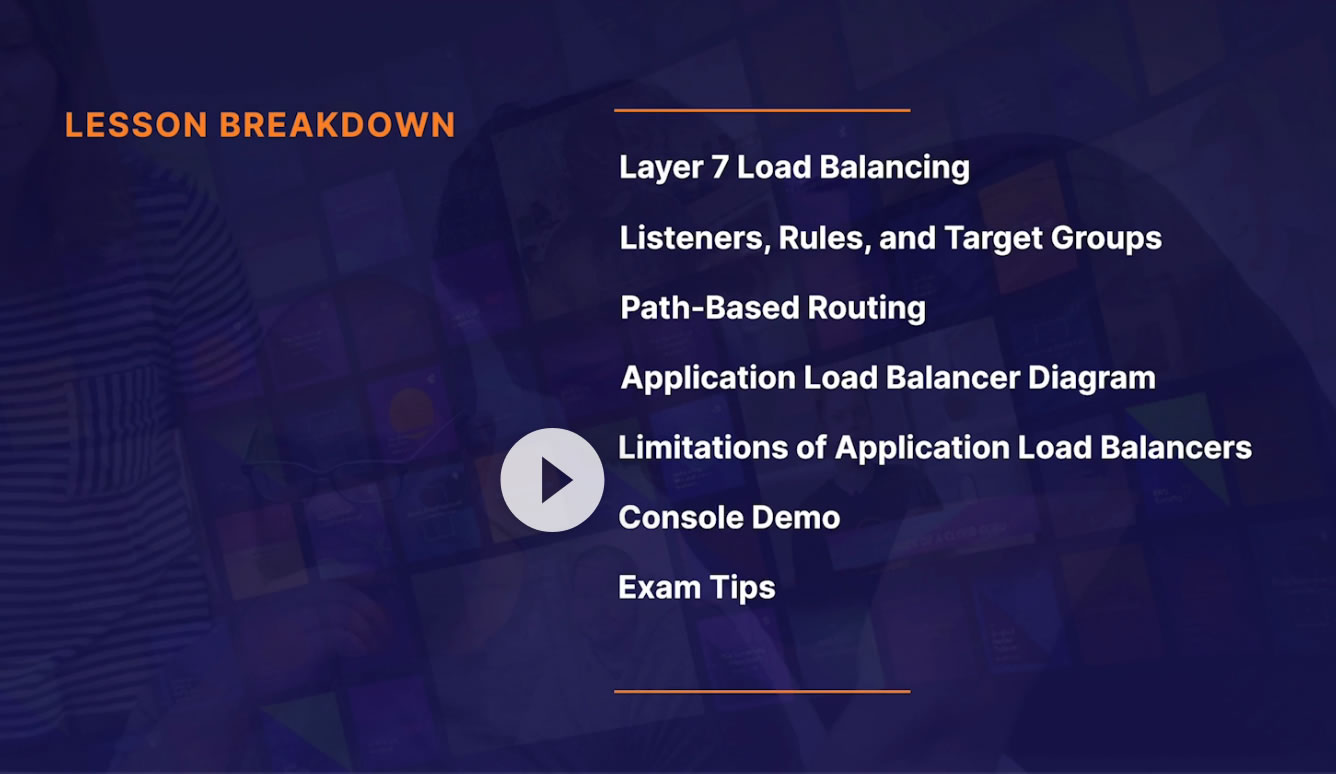 LESSON BREAKDOWN
Layer 7 Load Balancing
Listeners, Rules, and Target Groups
Path-Based Routing
Application Load Balancer Diagram
Limitations of Application Load Balancers
Console Demo
Exam Tips